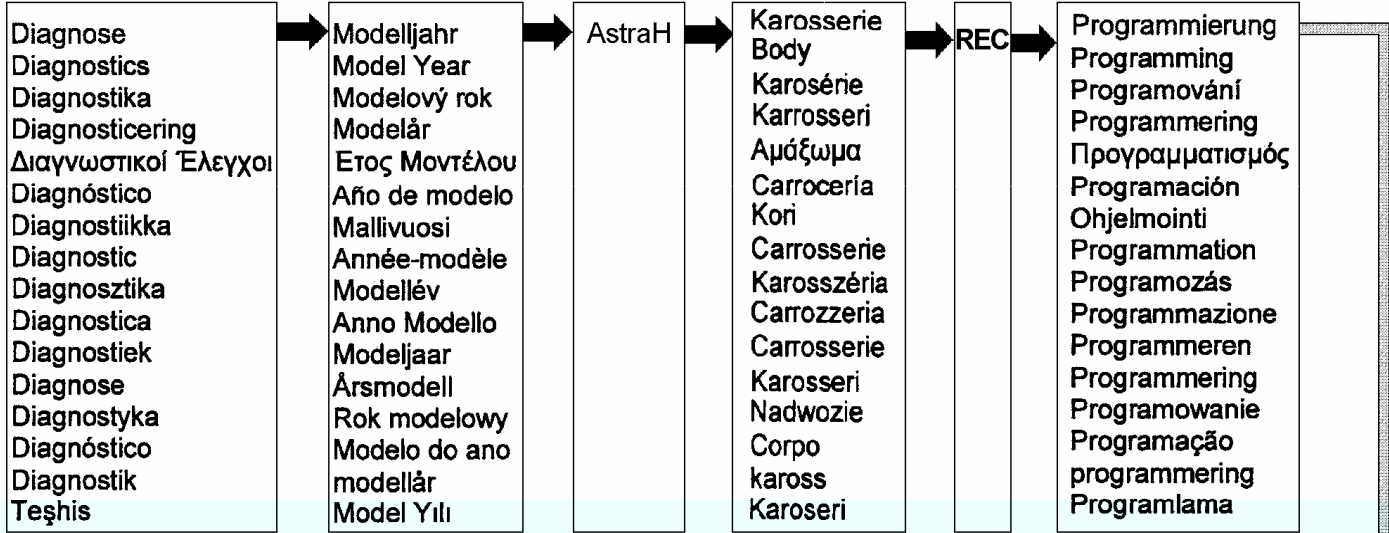 Diagnose
Diagnostics
Diagnostika
Diagnosticering
Διαγνωστικοί Έλεγχοι
Diagnóstico
Diagnostiikka
Diagnostic
Diagnosztika
Diagnostica
Diagnostiek
Diagnose
Diagnostyka
Diagnóstico
Diagnostik
Teşhis
Modelljahr
Model Year
Modelový rok
Modelår
Ετος Μοντέλου
Año de modelo
Mallivuosi
Année-modèle
Modellév
Anno Modello
Modeljaar
Årsmodell
Rok modelowy
Modelo do ano
modellår
Model Yılı
AstraH
Karosserie
Body
Karosérie
Karrosseri
Αμάξωμα
Carrocería
Kori
Carrosserie
Karosszéria
Carrozzeria
Carrosserie
Karosseri
Nadwozie
Corpo
kaross
Karoseri
REC
Programmierung
Programming
Programování
Programmering
Προγραμματισμός
Programación
Ohjelmointi
Programmation
Programozás
Programmazione
Programmeren
Programmering
Programowanie
Programação
programmering
Programlama